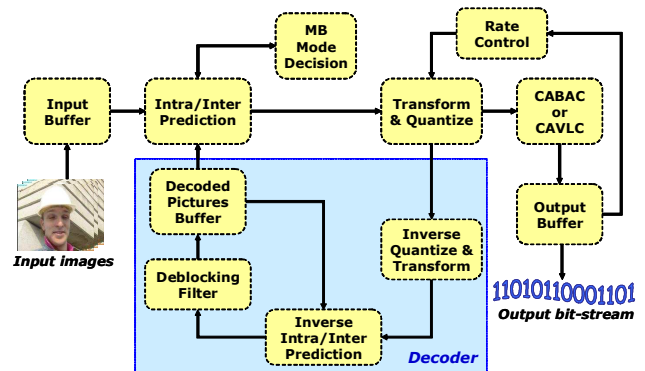 MB
Mode
Decision
Rate
Control
Input
Buffer
Intra/Inter
Prediction
Transform
& Quantize
CABAC
or
CAVLC
Decoded
Pictures
Buffer
Output
Buffer
Inverse
Quantize &
Transform
Input images
Deblocking
Filter
11010110001101
Output bit-stream
Inverse
Intra/Inter
Prediction
Decoder